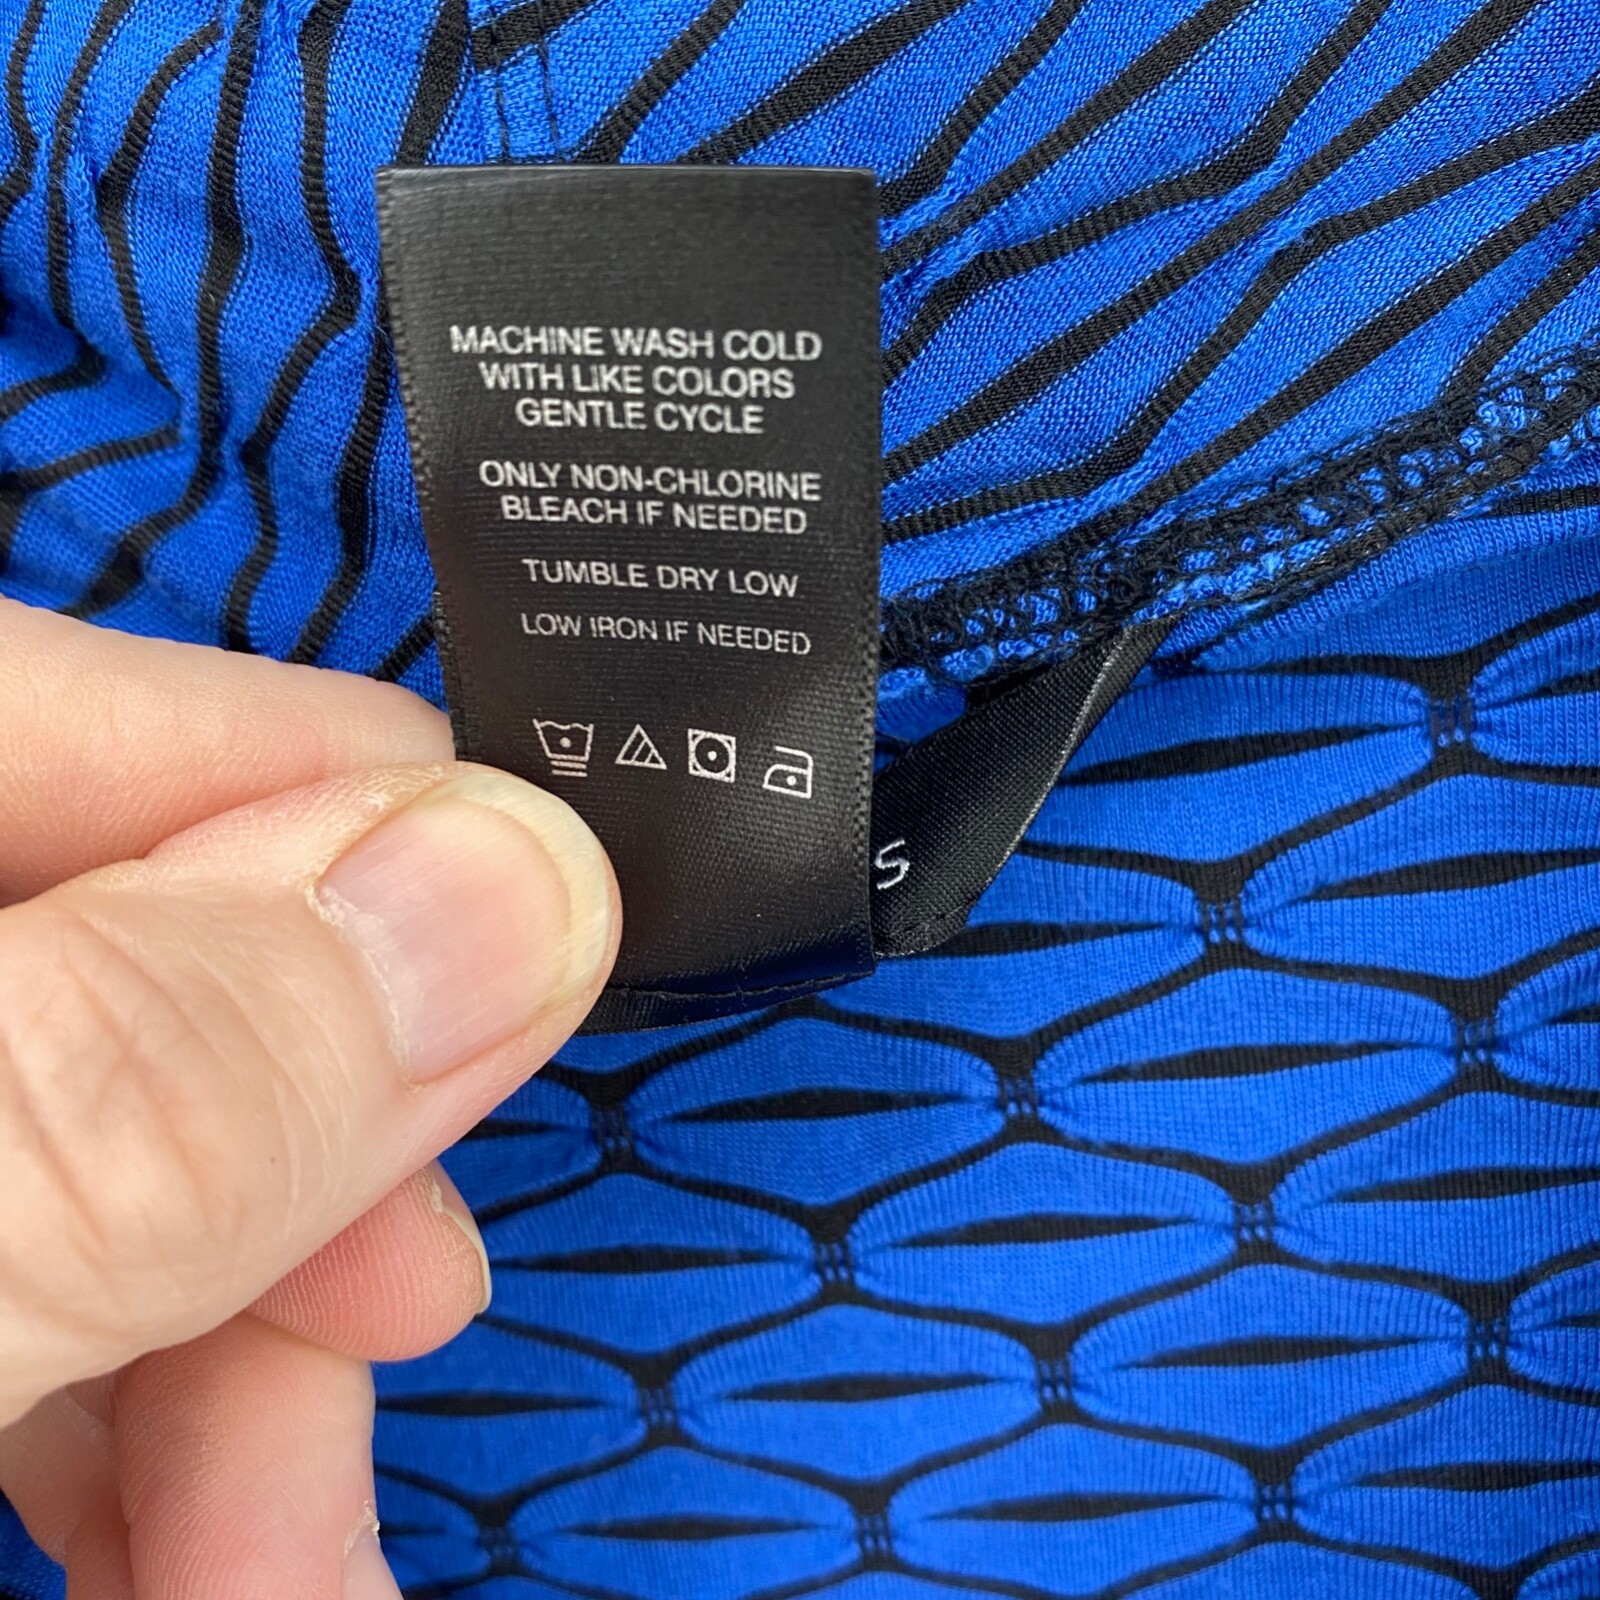 MACHINE WASH COLD
WITH LIKE COLORS
GENTLE CYCLE
ONLY NON-CHLORINE
BLEACH IF NEEDED
TUMBLE DRY LOW
LOW IRON IF NEEDED
S